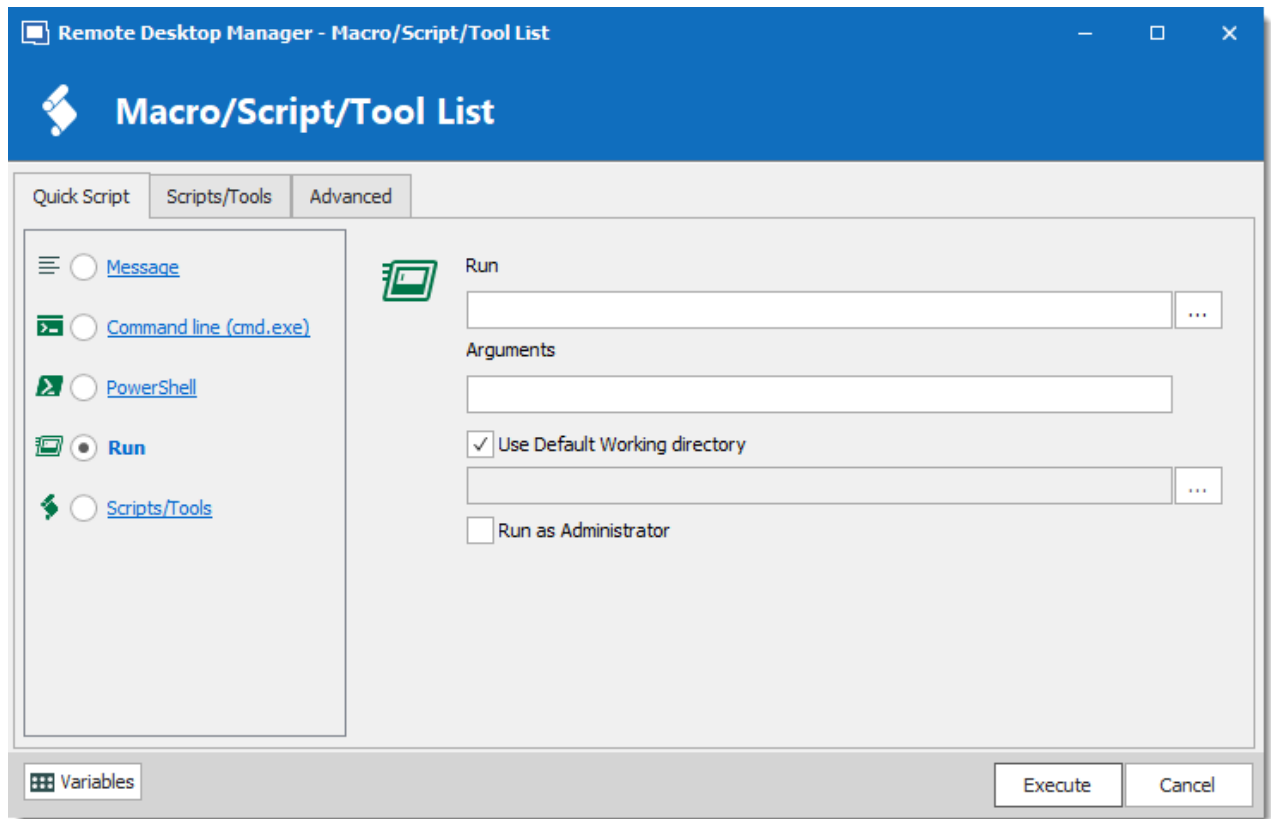 Remote Desktop Manager - Macro/Script/Tool List
Macro/Script/Tool List
Quick Script
Scripts/Tools
Advanced
Message
Command line (cmd.exe)
PowerShell
Run
Scripts/Tools
Run
...
Arguments
Use Default Working directory
...
Run as Administrator
Variables
Execute
Cancel